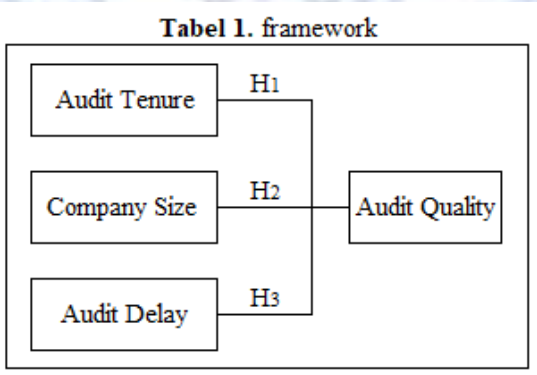 Tabel 1. framework
Audit Tenure
H1
Company Size
H2
Audit Quality
Audit Delay
H3